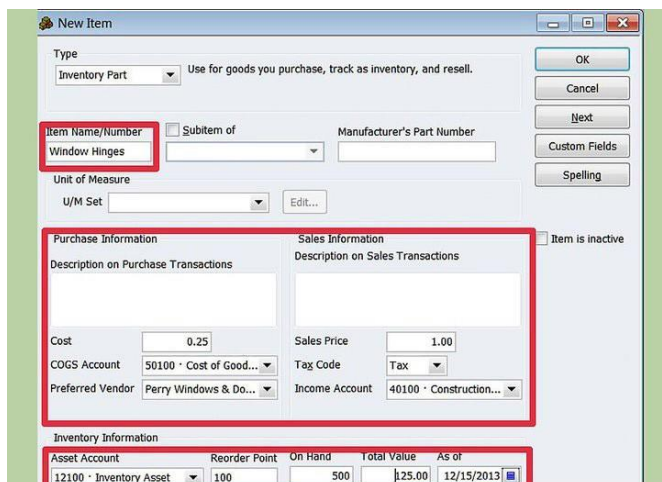 New Item
Type
Inventory Part
Use for goods you purchase, track as inventory, and resell.
OK
Cancel
Next
Custom Fields
Spelling
Item Name/Number
Subitem of
Manufacturer's Part Number
Window Hinges
Unit of Measure
U/M Set
Edit...
Item is inactive
Purchase Information
Description on Purchase Transactions
Cost 0.25
COGS Account 50100 · Cost of Good...
Preferred Vendor Perry Windows & Do...
Sales Information
Description on Sales Transactions
Sales Price 1.00
Tax Code Tax
Income Account 40100 · Construction...
Inventory Information
Asset Account Reorder Point On Hand Total Value As of
12100 · Inventory Asset 100 500 125.00 12/15/2013